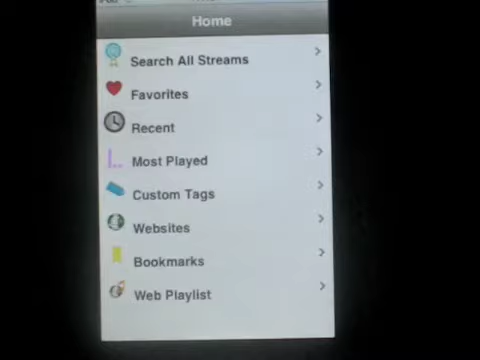 Home
Search All Streams
Favorites
Recent
Most Played
Custom Tags
Websites
Bookmarks
Web Playlist